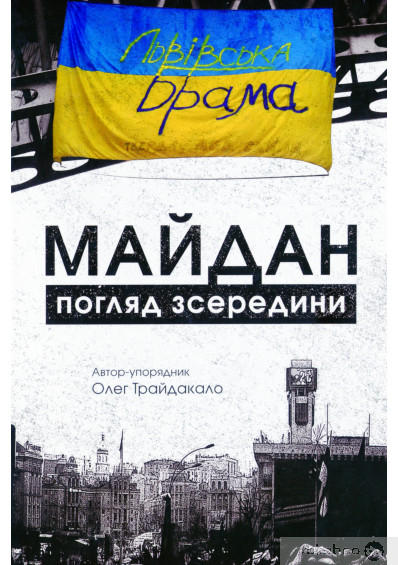 Львівська
брама
МАЙДАН
погляд зсередини
Автор-упорядник
Олег Трайдакало